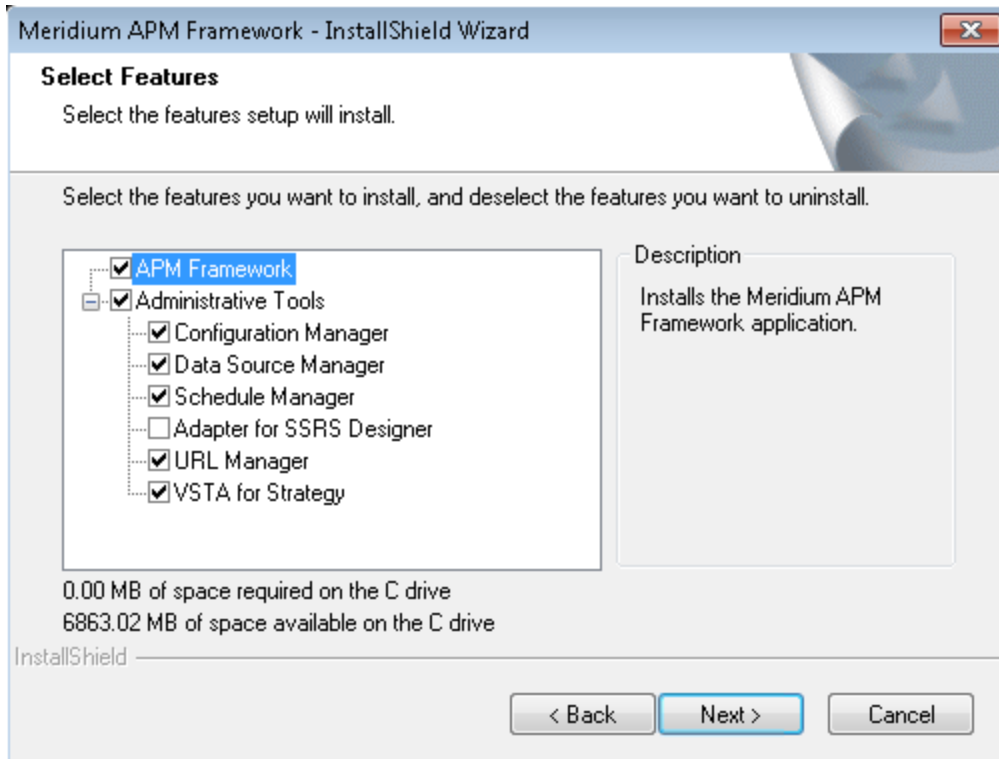 Meridium APM Framework - InstallShield Wizard
Select Features
Select the features setup will install.
Select the features you want to install, and deselect the features you want to uninstall.
APM Framework
Administrative Tools
Configuration Manager
Data Source Manager
Schedule Manager
Adapter for SSRS Designer
URL Manager
VSTA for Strategy
Description
Installs the Meridium APM
Framework application.
0.00 MB of space required on the C drive
6863.02 MB of space available on the C drive
InstallShield
< Back
Next >
Cancel